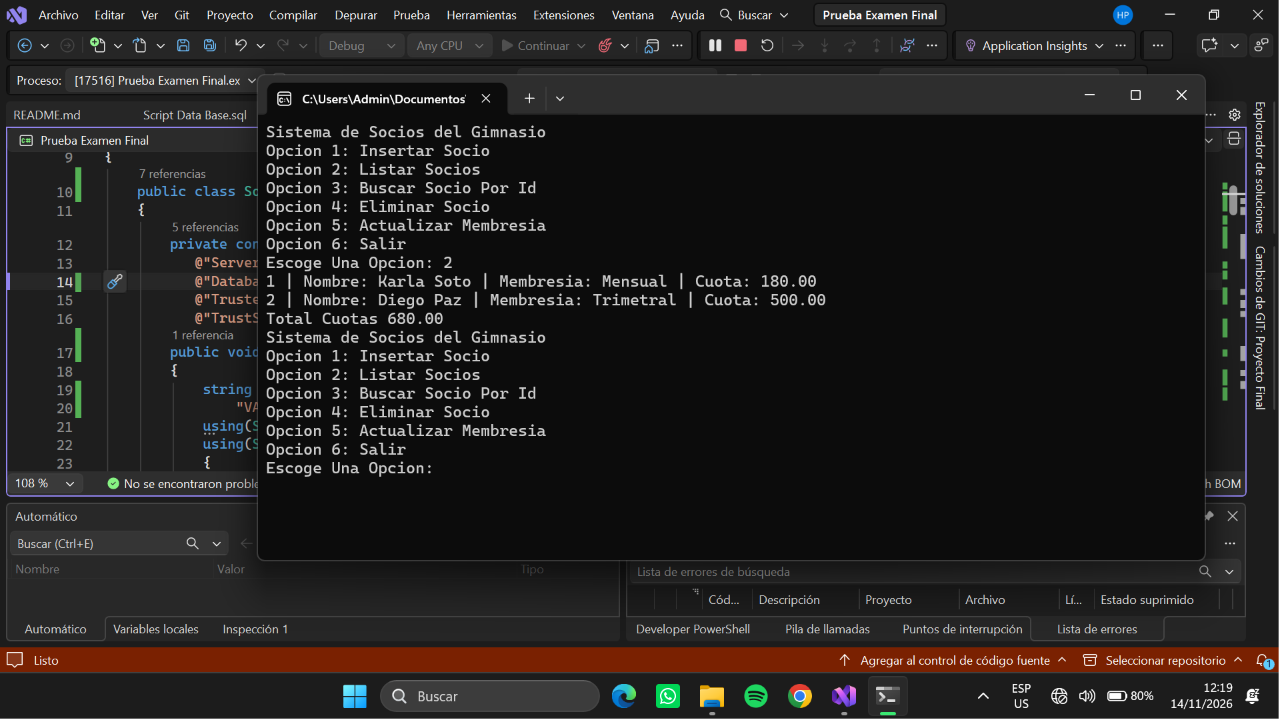 Archivo Editar Ver Git Proyecto Compilar Depurar Prueba Herramientas Extensiones Ventana Ayuda Buscar Prueba Examen Final HP
Debug Any CPU Continuar Application Insights
Proceso: [17516] Prueba Examen Final.ex
C:\Users\Admin\Documentos\
README.md Script Data Base.sql
Prueba Examen Final
9 {
7 referencias
10 public class So
11 {
5 referencias
12 private con
13 @"Server
14 @"Databa
15 @"Truste
16 @"TrustS
1 referencia
17 public void
18 {
19 string
20 "VA
21 using(S
22 using(S
23 {
108 % No se encontraron proble
h BOM
Sistema de Socios del Gimnasio
Opcion 1: Insertar Socio
Opcion 2: Listar Socios
Opcion 3: Buscar Socio Por Id
Opcion 4: Eliminar Socio
Opcion 5: Actualizar Membresia
Opcion 6: Salir
Escoge Una Opcion: 2
1 | Nombre: Karla Soto | Membresia: Mensual | Cuota: 180.00
2 | Nombre: Diego Paz | Membresia: Trimetral | Cuota: 500.00
Total Cuotas 680.00
Sistema de Socios del Gimnasio
Opcion 1: Insertar Socio
Opcion 2: Listar Socios
Opcion 3: Buscar Socio Por Id
Opcion 4: Eliminar Socio
Opcion 5: Actualizar Membresia
Opcion 6: Salir
Escoge Una Opcion:
Explorador de soluciones
Cambios de GIT: Proyecto Final
Automático
Buscar (Ctrl+E)
Nombre Valor Tipo
Automático Variables locales Inspección 1
Lista de errores de búsqueda
Cód... Descripción Proyecto Archivo Lí... Estado suprimido
Developer PowerShell Pila de llamadas Puntos de interrupción Lista de errores
Listo Agregar al control de código fuente Seleccionar repositorio 1
Buscar
ESP
US
80%
12:19
14/11/2026